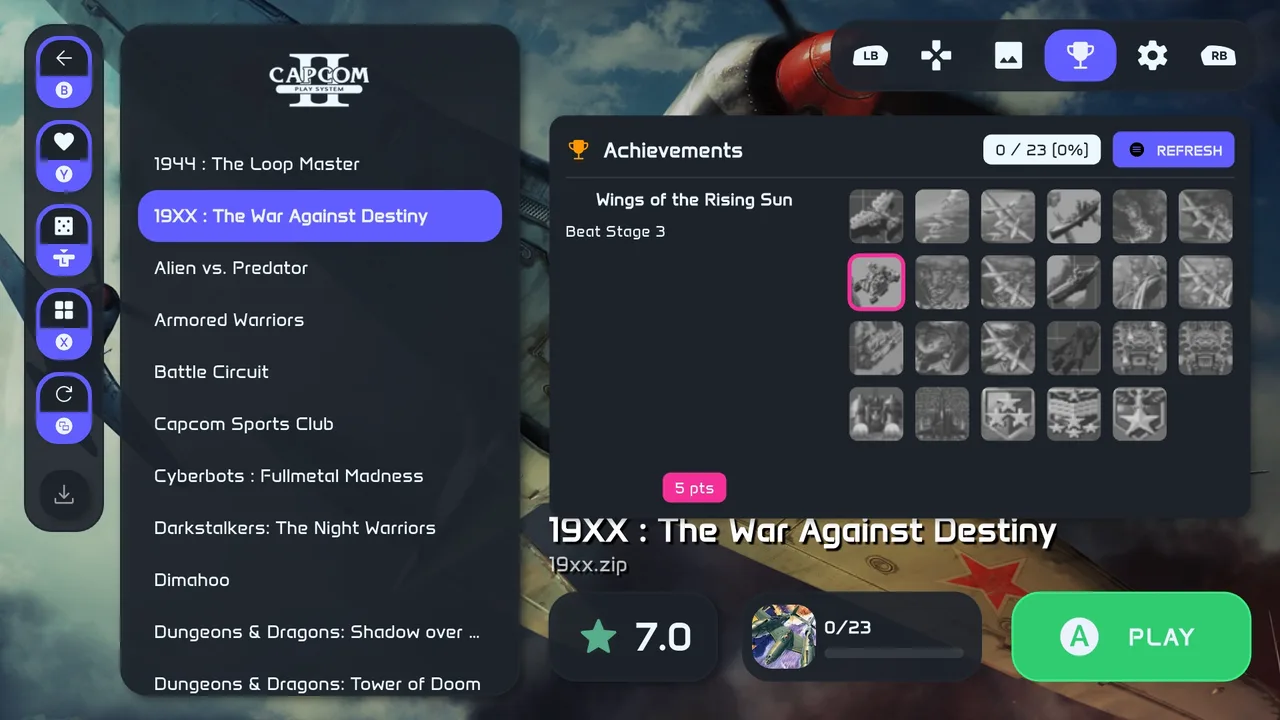 B
Y
L
X
CAPCOM
II
PLAY SYSTEM
1944 : The Loop Master
19XX : The War Against Destiny
Alien vs. Predator
Armored Warriors
Battle Circuit
Capcom Sports Club
Cyberbots : Fullmetal Madness
Darkstalkers: The Night Warriors
Dimahoo
Dungeons & Dragons: Shadow over ...
Dungeons & Dragons: Tower of Doom
LB
RB
Achievements
0 / 23 [0%]
REFRESH
Wings of the Rising Sun
Beat Stage 3
5 pts
19XX : The War Against Destiny
19xx.zip
7.0
0/23
A PLAY